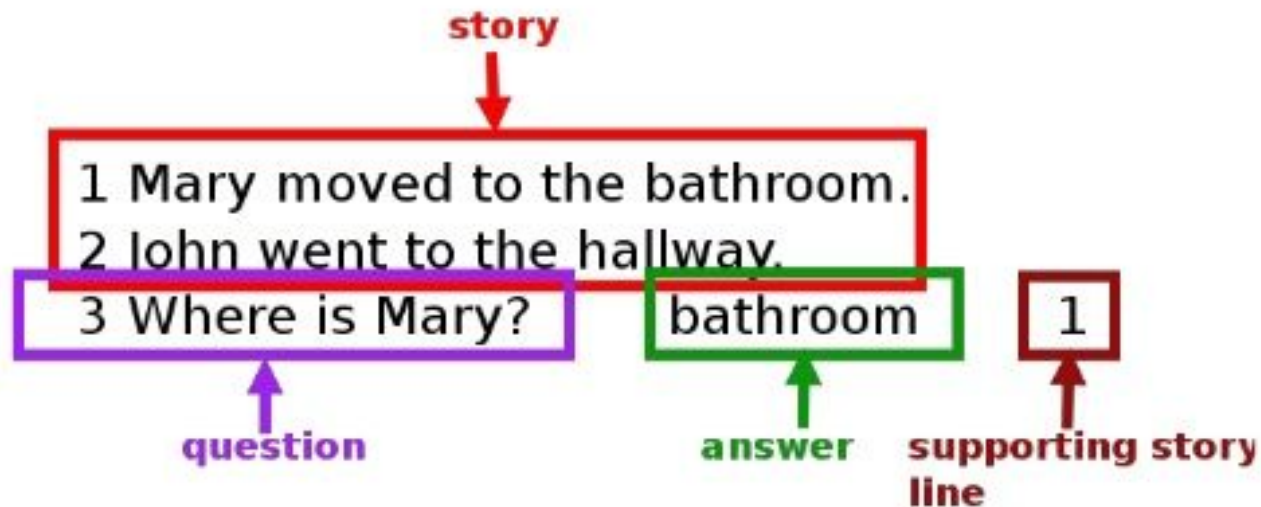 story
1 Mary moved to the bathroom.
2 John went to the hallway.
3 Where is Mary? bathroom 1
question answer supporting story
line